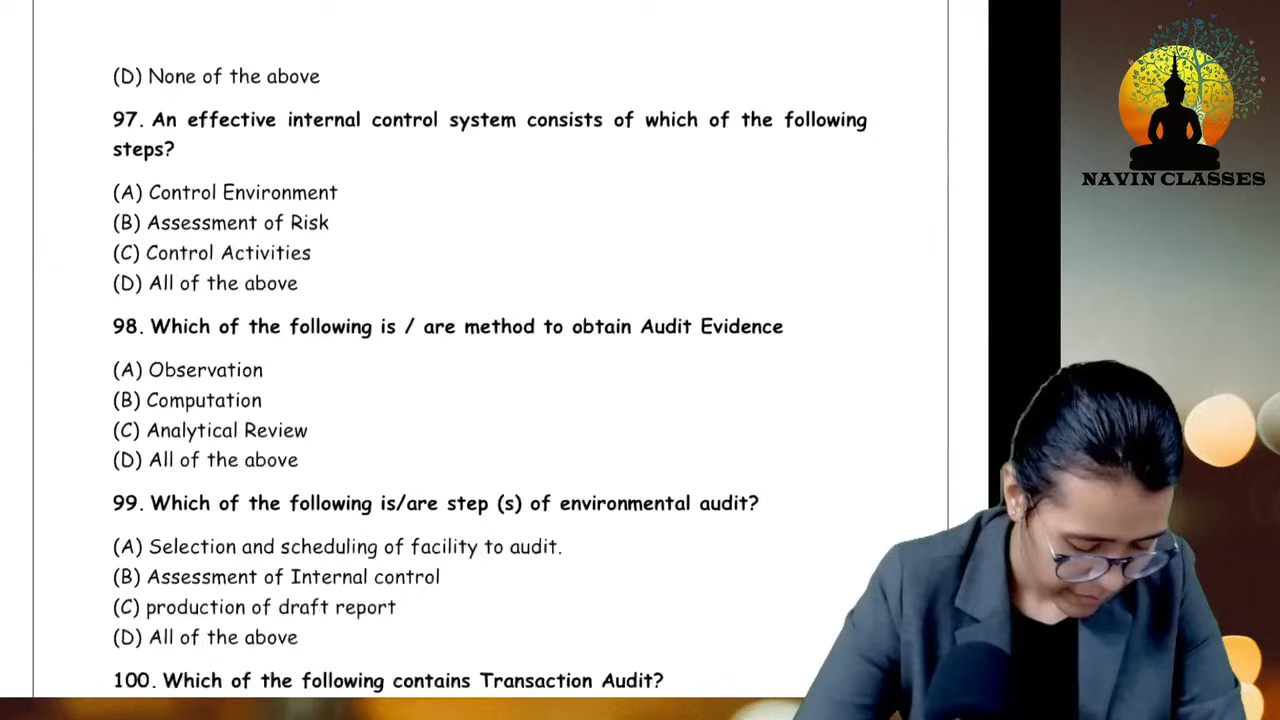 (D) None of the above
97. An effective internal control system consists of which of the following
steps?
(A) Control Environment
(B) Assessment of Risk
(C) Control Activities
(D) All of the above
98. Which of the following is / are method to obtain Audit Evidence
(A) Observation
(B) Computation
(C) Analytical Review
(D) All of the above
99. Which of the following is/are step (s) of environmental audit?
(A) Selection and scheduling of facility to audit.
(B) Assessment of Internal control
(C) production of draft report
(D) All of the above
100. Which of the following contains Transaction Audit?
NAVIN CLASSES